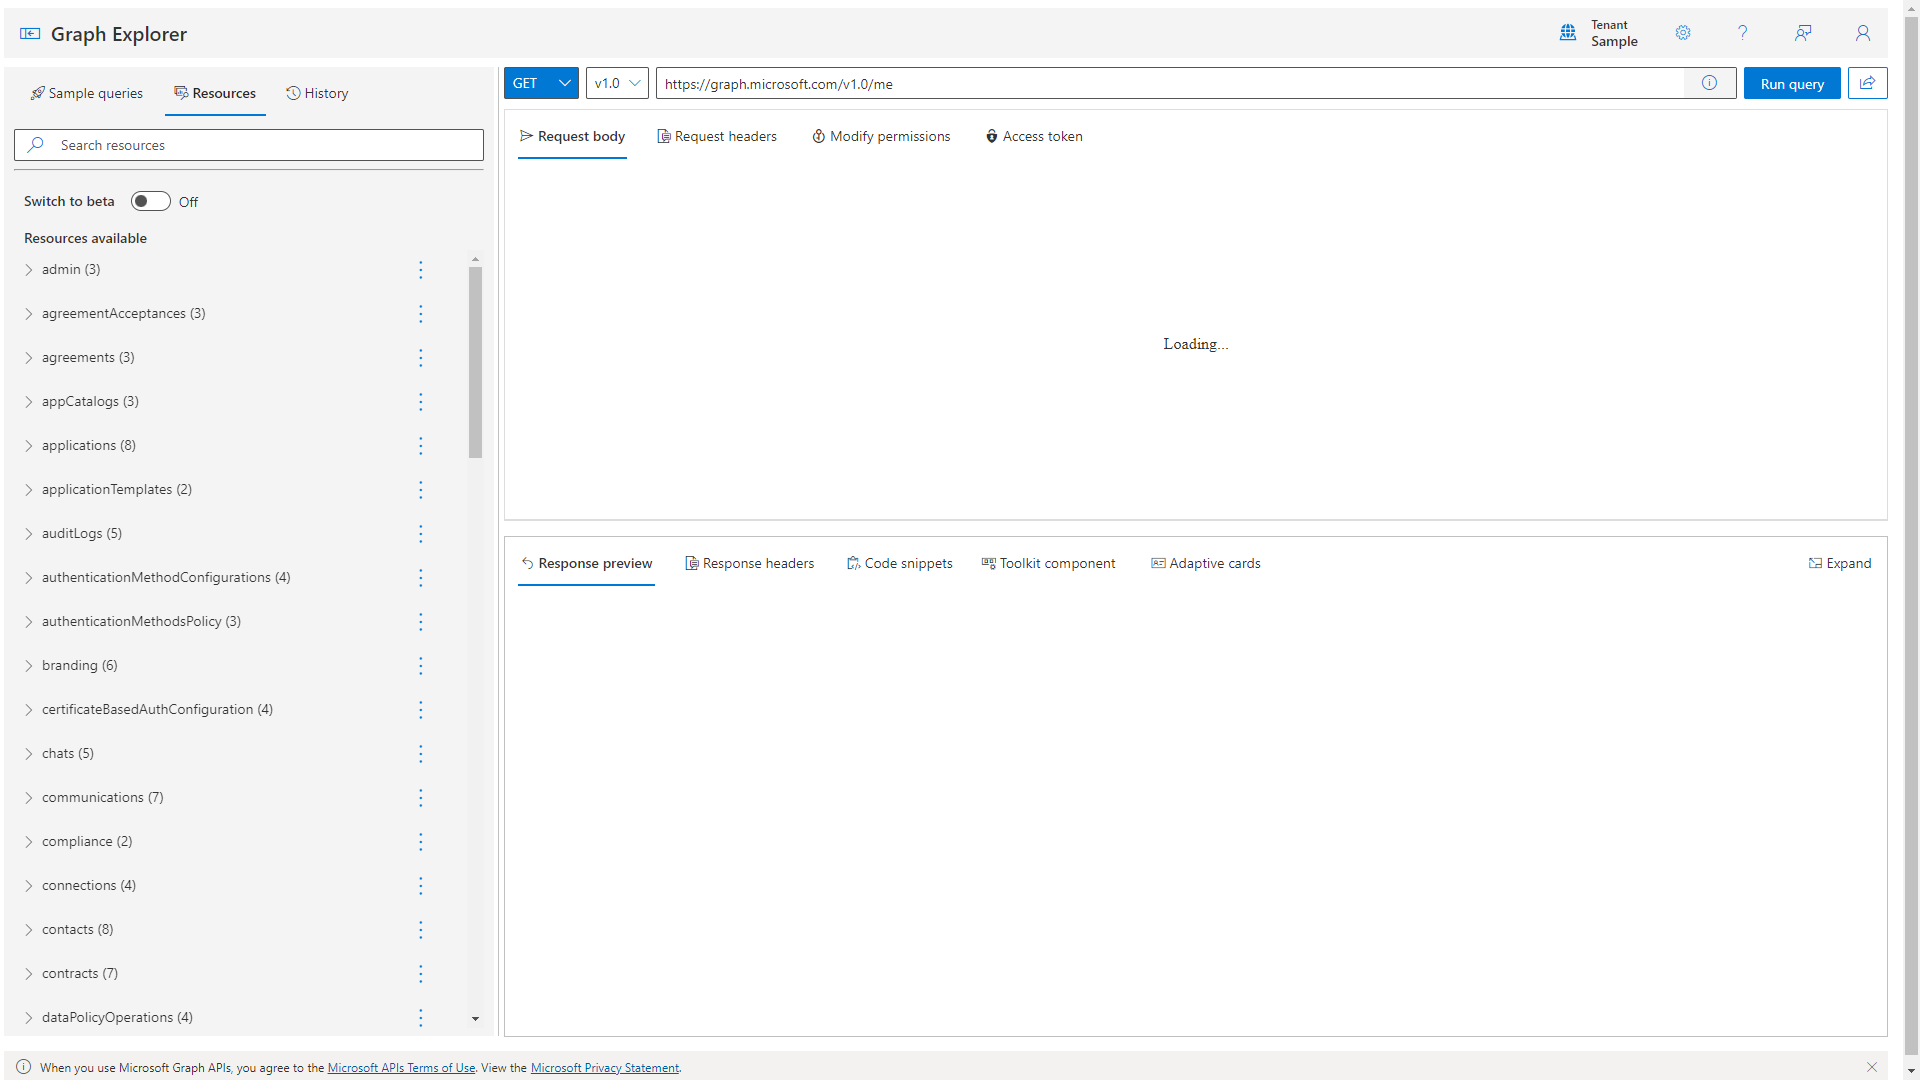 Graph Explorer
Tenant
Sample
Sample queries
Resources
History
Search resources
Switch to beta
Off
Resources available
admin (3)
agreementAcceptances (3)
agreements (3)
appCatalogs (3)
applications (8)
applicationTemplates (2)
auditLogs (5)
authenticationMethodConfigurations (4)
authenticationMethodsPolicy (3)
branding (6)
certificateBasedAuthConfiguration (4)
chats (5)
communications (7)
compliance (2)
connections (4)
contacts (8)
contracts (7)
dataPolicyOperations (4)
GET
v1.0
https://graph.microsoft.com/v1.0/me
Run query
Request body
Request headers
Modify permissions
Access token
Loading...
Response preview
Response headers
Code snippets
Toolkit component
Adaptive cards
Expand
When you use Microsoft Graph APIs, you agree to the Microsoft APIs Terms of Use. View the Microsoft Privacy Statement.